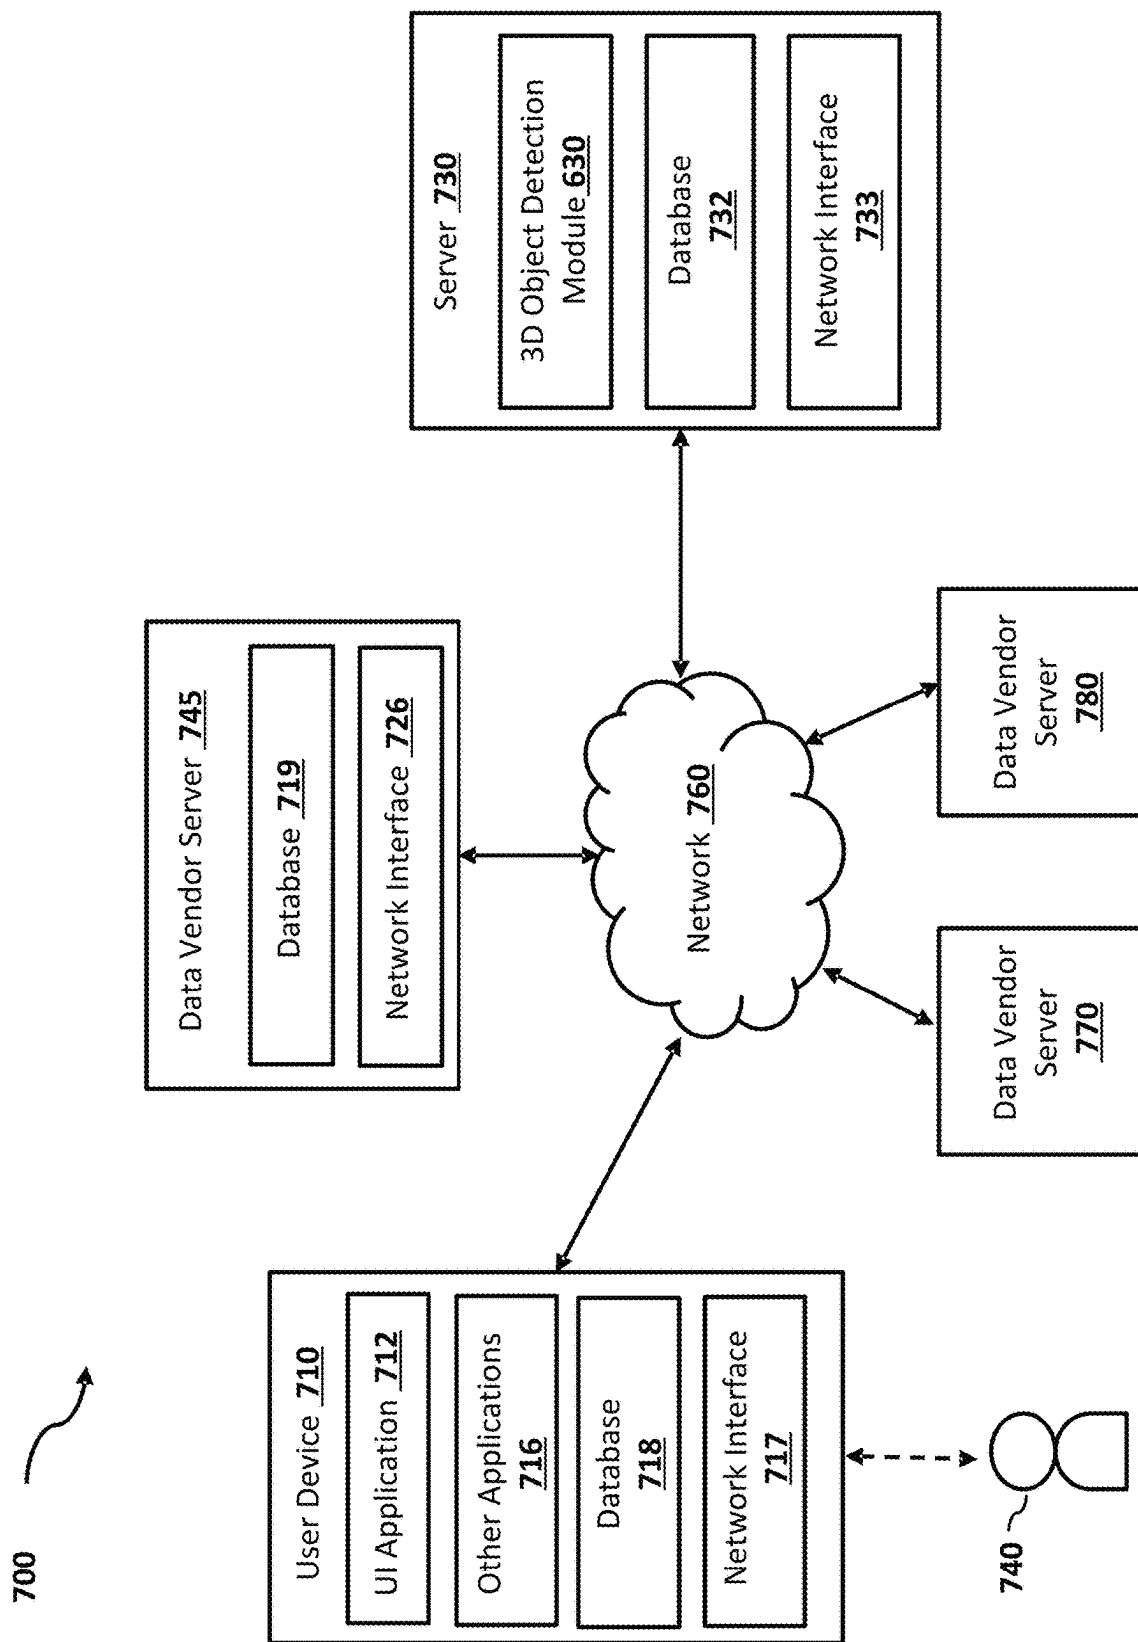 700
User Device 710
UI Application 712
Other Applications
716
Database
718
Network Interface
717
740
Data Vendor Server 745
Database 719
Network Interface 726
Network 760
Data Vendor
Server
770
Data Vendor
Server
780
Server 730
3D Object Detection
Module 630
Database
732
Network Interface
733